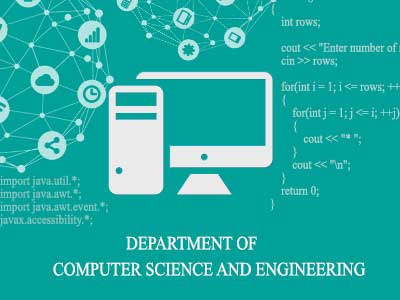 {
int rows;
cout << "Enter number of
cin >> rows;
for(int i = 1; i <= rows; ++
{
for(int j = 1; j <= i; ++j)
{
cout << "* ";
}
cout << "\n";
}
return 0;
}
import java.util.*;
import java.awt.*;
import java.awt.event.*;
javax.accessibility.*;
DEPARTMENT OF
COMPUTER SCIENCE AND ENGINEERING